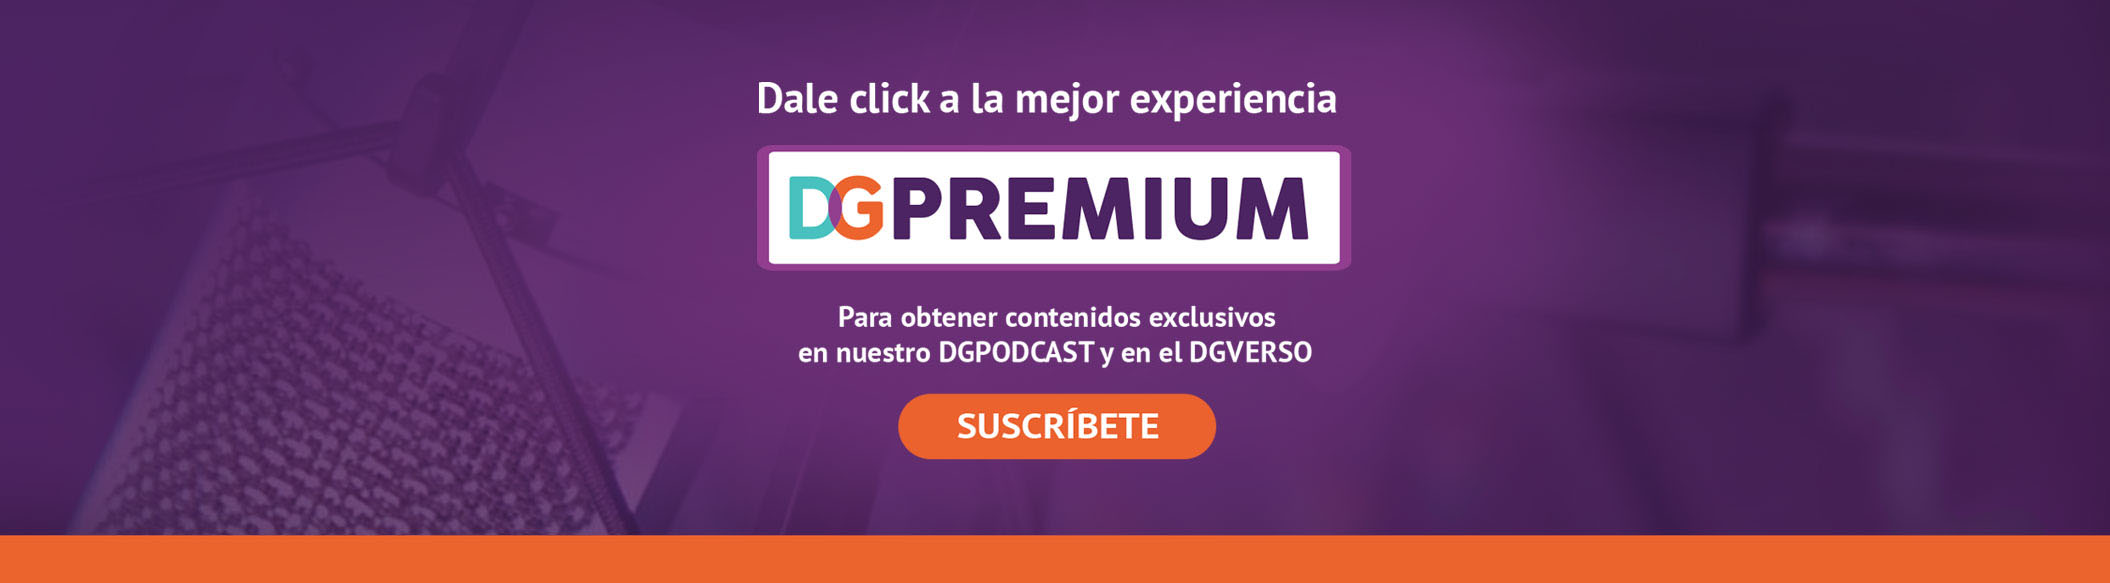 Dale click a la mejor experiencia
DGPREMIUM
Para obtener contenidos exclusivos
en nuestro DGPODCAST y en el DGVERSO
SUSCRÍBETE